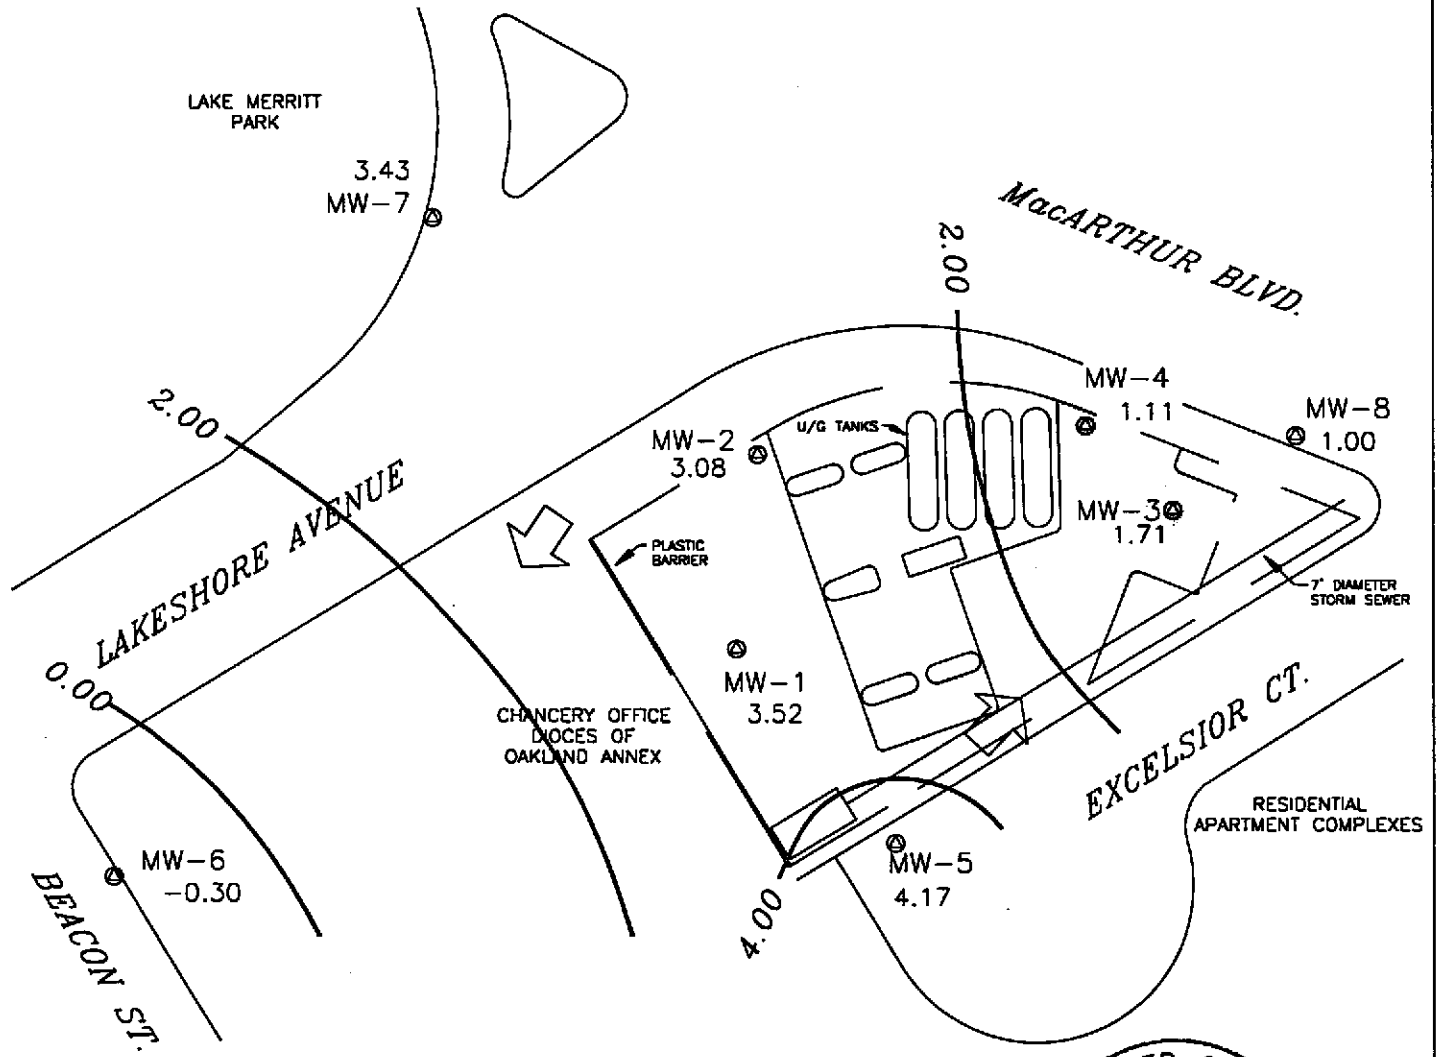 LAKE MERRITT
PARK
3.43
MW-7
MacARTHUR BLVD.
2.00
2.00
MW-4
1.11
MW-8
1.00
MW-2
3.08
U/G TANKS
LAKESHORE AVENUE
PLASTIC
BARRIER
MW-3
1.71
7' DIAMETER
STORM SEWER
0.00
MW-1
3.52
CHANCERY OFFICE
DIOCES OF
OAKLAND ANNEX
EXCELSIOR CT.
RESIDENTIAL
APARTMENT COMPLEXES
MW-6
-0.30
MW-5
4.17
4.00
BEACON ST.